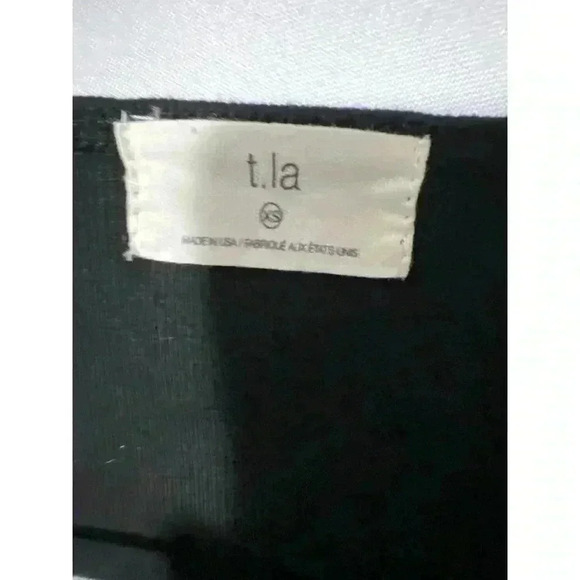 t.la
XS
MADE IN USA / FABRIQUÉ AUX ÉTATS-UNIS